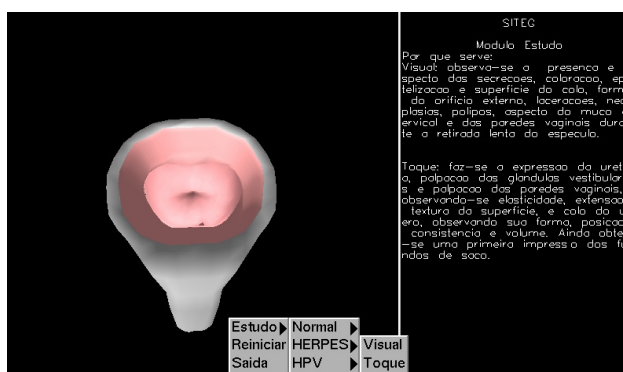 SITEG
Modulo Estudo
Por que serve:
Visual: observa-se a presenca e
specto das secrecoes, coloracao, ep
telizacao e superficie do colo, form
do orificio externo, laceracoes, neo
plasias, polipos, aspecto do muco
ervical e das paredes vaginais dura
te a retirada lenta do especulo.
Toque: faz-se a expressao da uret
a, palpacao das glandulas vestibular
s e palpacao das paredes vaginais,
observando-se elasticidade, extensao
textura da superficie, e colo do u
ero, observando sua forma, posicao
consistencia e volume. Ainda obte
-se uma primeira impressao dos fu
ndos de saco.
Estudo Normal
Reiniciar HERPES Visual
Saida HPV Toque